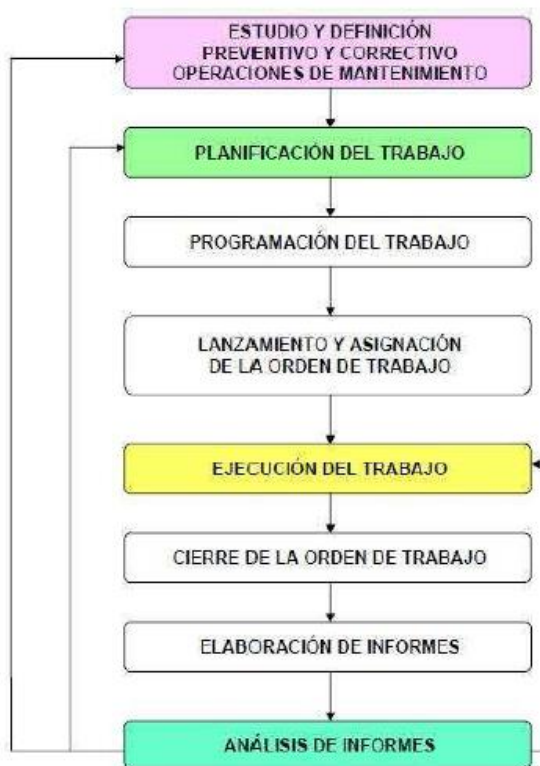 ESTUDIO Y DEFINICIÓN
PREVENTIVO Y CORRECTIVO
OPERACIONES DE MANTENIMIENTO
PLANIFICACIÓN DEL TRABAJO
PROGRAMACIÓN DEL TRABAJO
LANZAMIENTO Y ASIGNACIÓN
DE LA ORDEN DE TRABAJO
EJECUCIÓN DEL TRABAJO
CIERRE DE LA ORDEN DE TRABAJO
ELABORACIÓN DE INFORMES
ANÁLISIS DE INFORMES